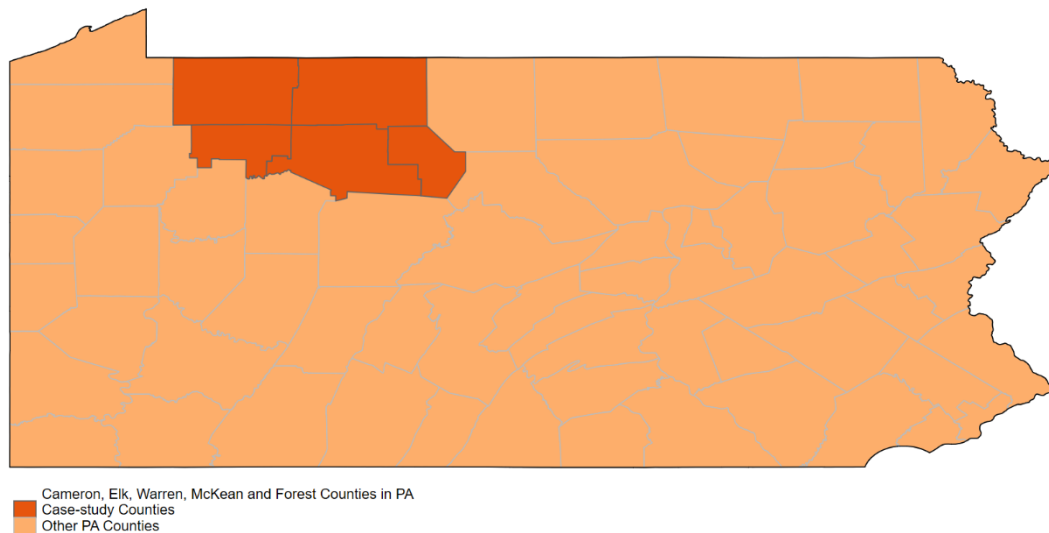 Cameron, Elk, Warren, McKean and Forest Counties in PA
Case-study Counties
Other PA Counties